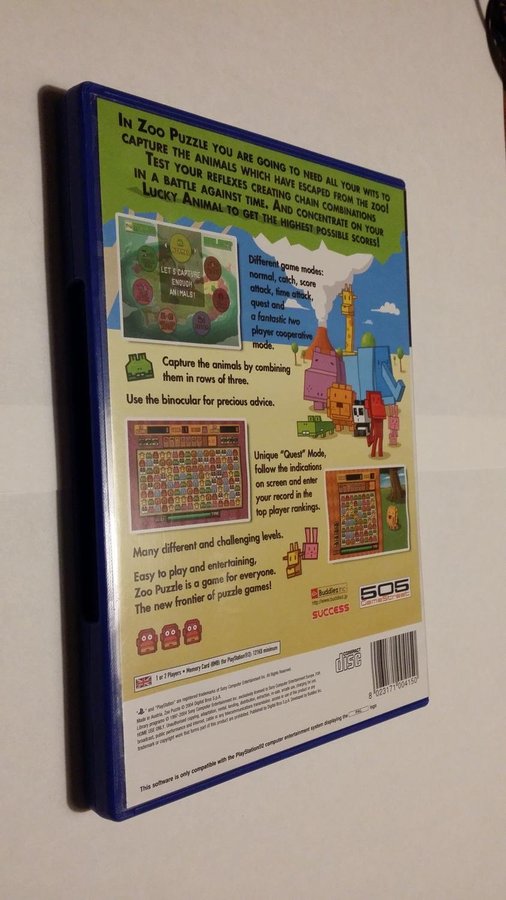 IN ZOO PUZZLE YOU ARE GOING TO NEED ALL YOUR WITS TO
CAPTURE THE ANIMALS WHICH HAVE ESCAPED FROM THE ZOO!
TEST YOUR REFLEXES CREATING CHAIN COMBINATIONS
IN A BATTLE AGAINST TIME. AND CONCENTRATE ON YOUR
LUCKY ANIMAL TO GET THE HIGHEST POSSIBLE SCORES!
LET'S CAPTURE
ENOUGH
ANIMALS!
Different game modes:
normal, catch, score
attack, time attack,
quest and
a fantastic two
player cooperative
mode.
Capture the animals by combining
them in rows of three.
Use the binocular for precious advice.
Unique "Quest" Mode,
follow the indications
on screen and enter
your record in the
top player rankings.
Many different and challenging levels.
Easy to play and entertaining,
Zoo Puzzle is a game for everyone.
The new frontier of puzzle games!
Buddiez
http://www.buddiez.jp
SUCCESS
505
GameStreet
1 or 2 Players • Memory Card (8MB) (for PlayStation®2): 121KB minimum
COMPACT
disc
8 023171 004150
This software is only compatible with the PlayStation®2 computer entertainment system displaying the PAL logo